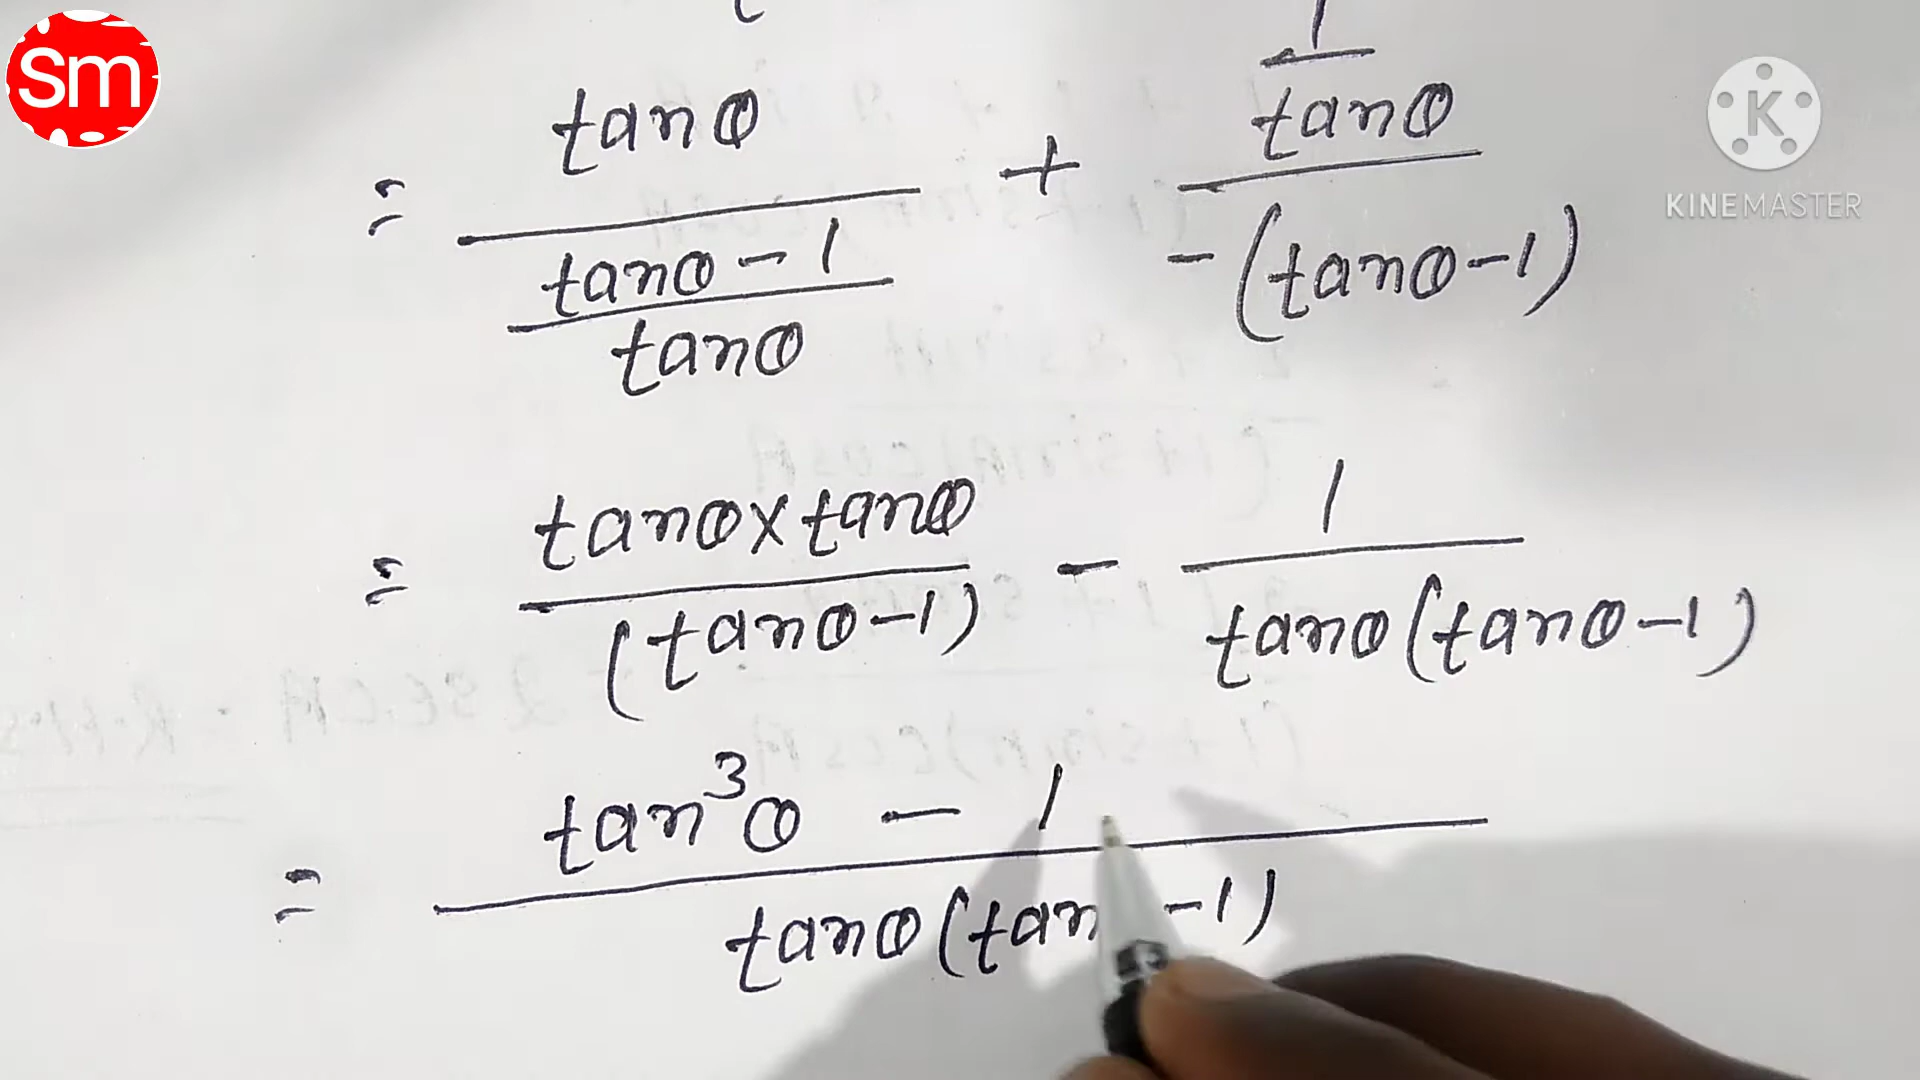 Sm
K
KINEMASTER
1
= tanθ / ((tanθ-1)/tanθ) + (1/tanθ) / -(tanθ-1)
= tanθ×tanθ / (tanθ-1) - 1 / tanθ(tanθ-1)
= tan³θ - 1 / tanθ(tan -1)